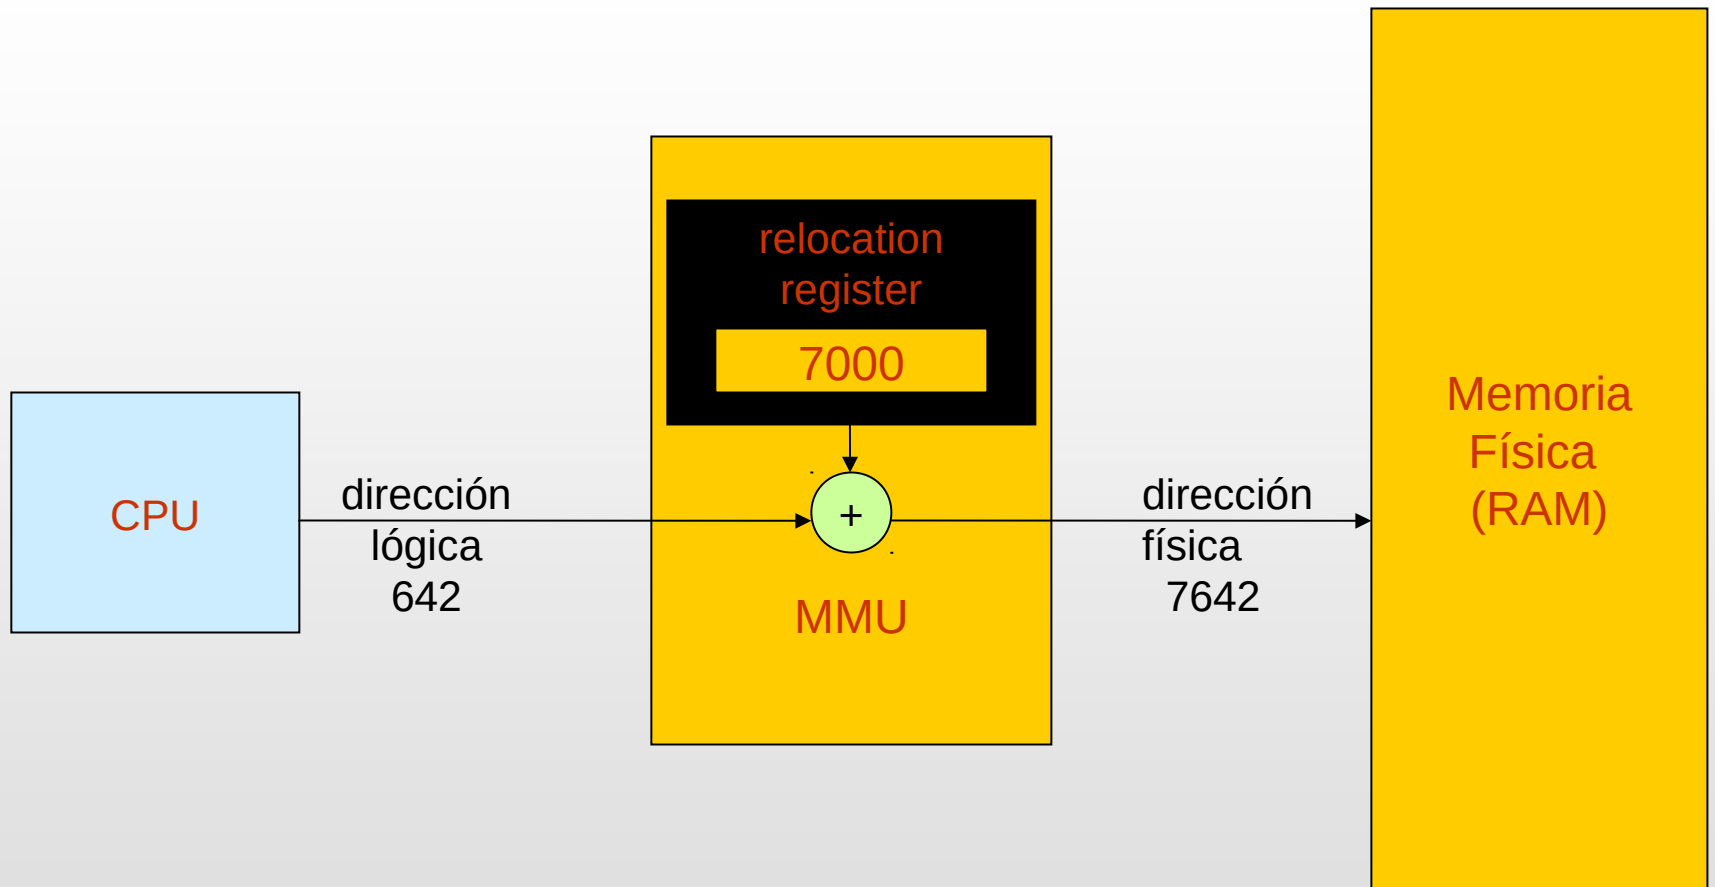 relocation
register
7000
CPU
dirección
lógica
642
+
MMU
dirección
física
7642
Memoria
Física
(RAM)